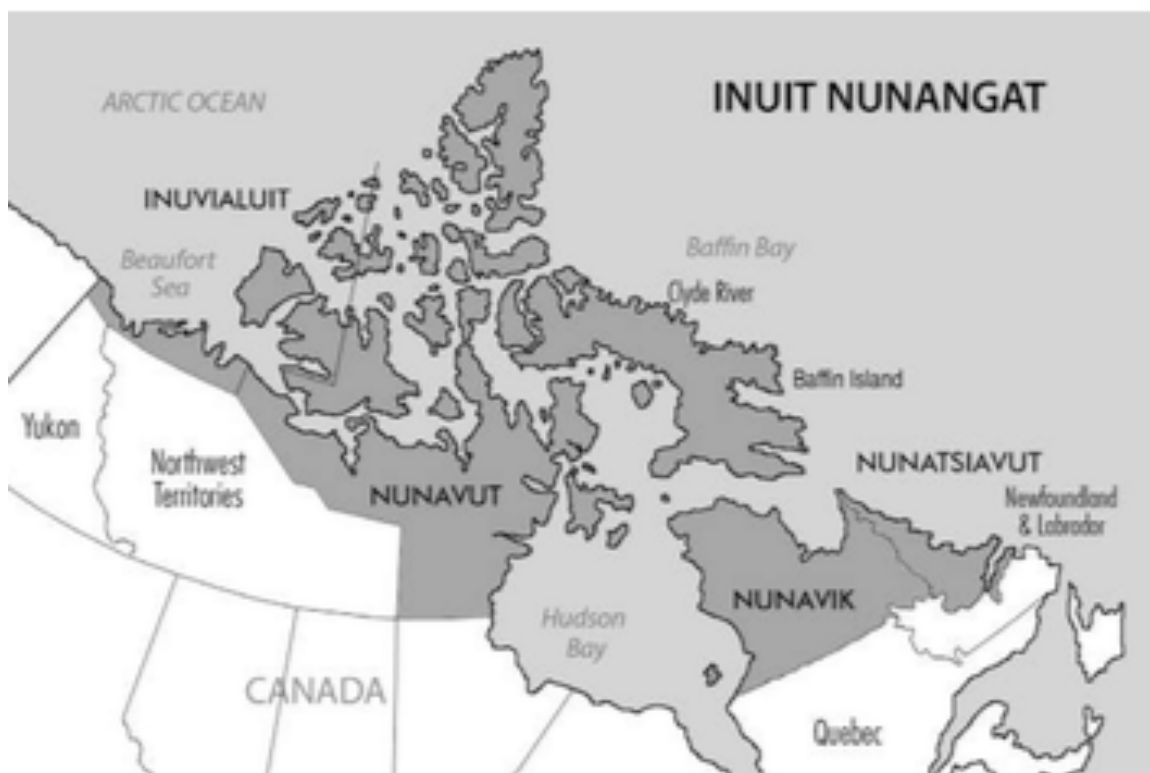 ARCTIC OCEAN
INUIT NUNANGAT
INUVIALUIT
Beaufort
Sea
Baffin Bay
Clyde River
Baffin Island
Yukon
Northwest
Territories
NUNAVUT
NUNATSIAVUT
Newfoundland
& Labrador
NUNAVIK
Hudson
Bay
CANADA
Quebec